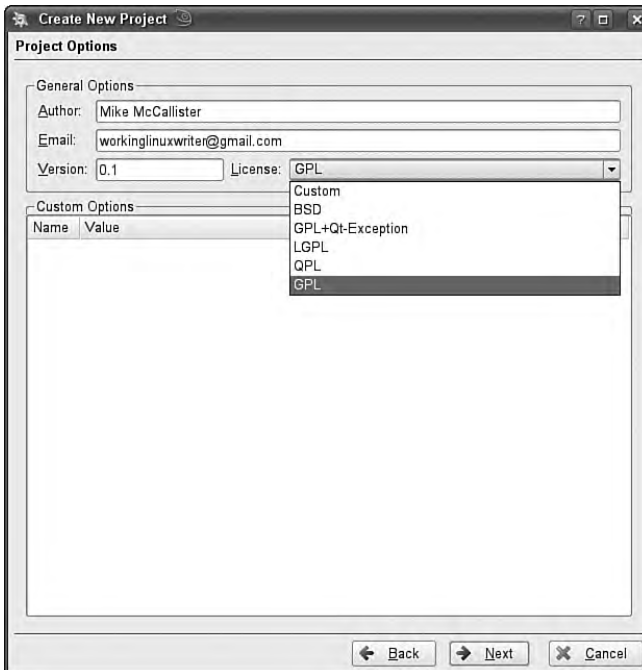 Create New Project
Project Options
General Options
Author: Mike McCallister
Email: workinglinuxwriter@gmail.com
Version: 0.1 License: GPL
Custom
BSD
GPL+Qt-Exception
LGPL
QPL
GPL
Custom Options
Name Value
Back Next Cancel